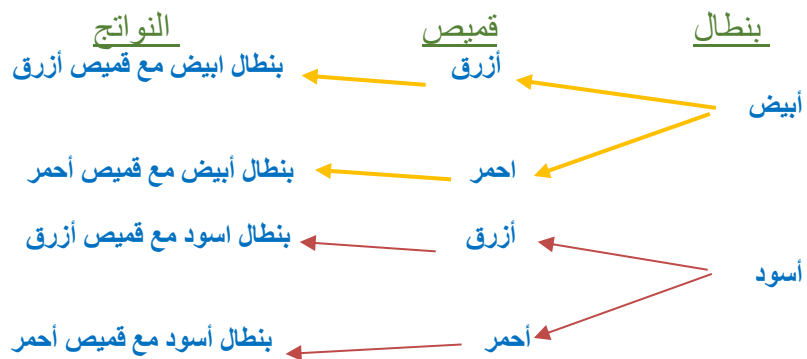 بنطال قميص النواتج
أبيض
أزرق بنطال ابيض مع قميص أزرق
احمر بنطال أبيض مع قميص أحمر
أسود
أزرق بنطال اسود مع قميص أزرق
أحمر بنطال أسود مع قميص أحمر